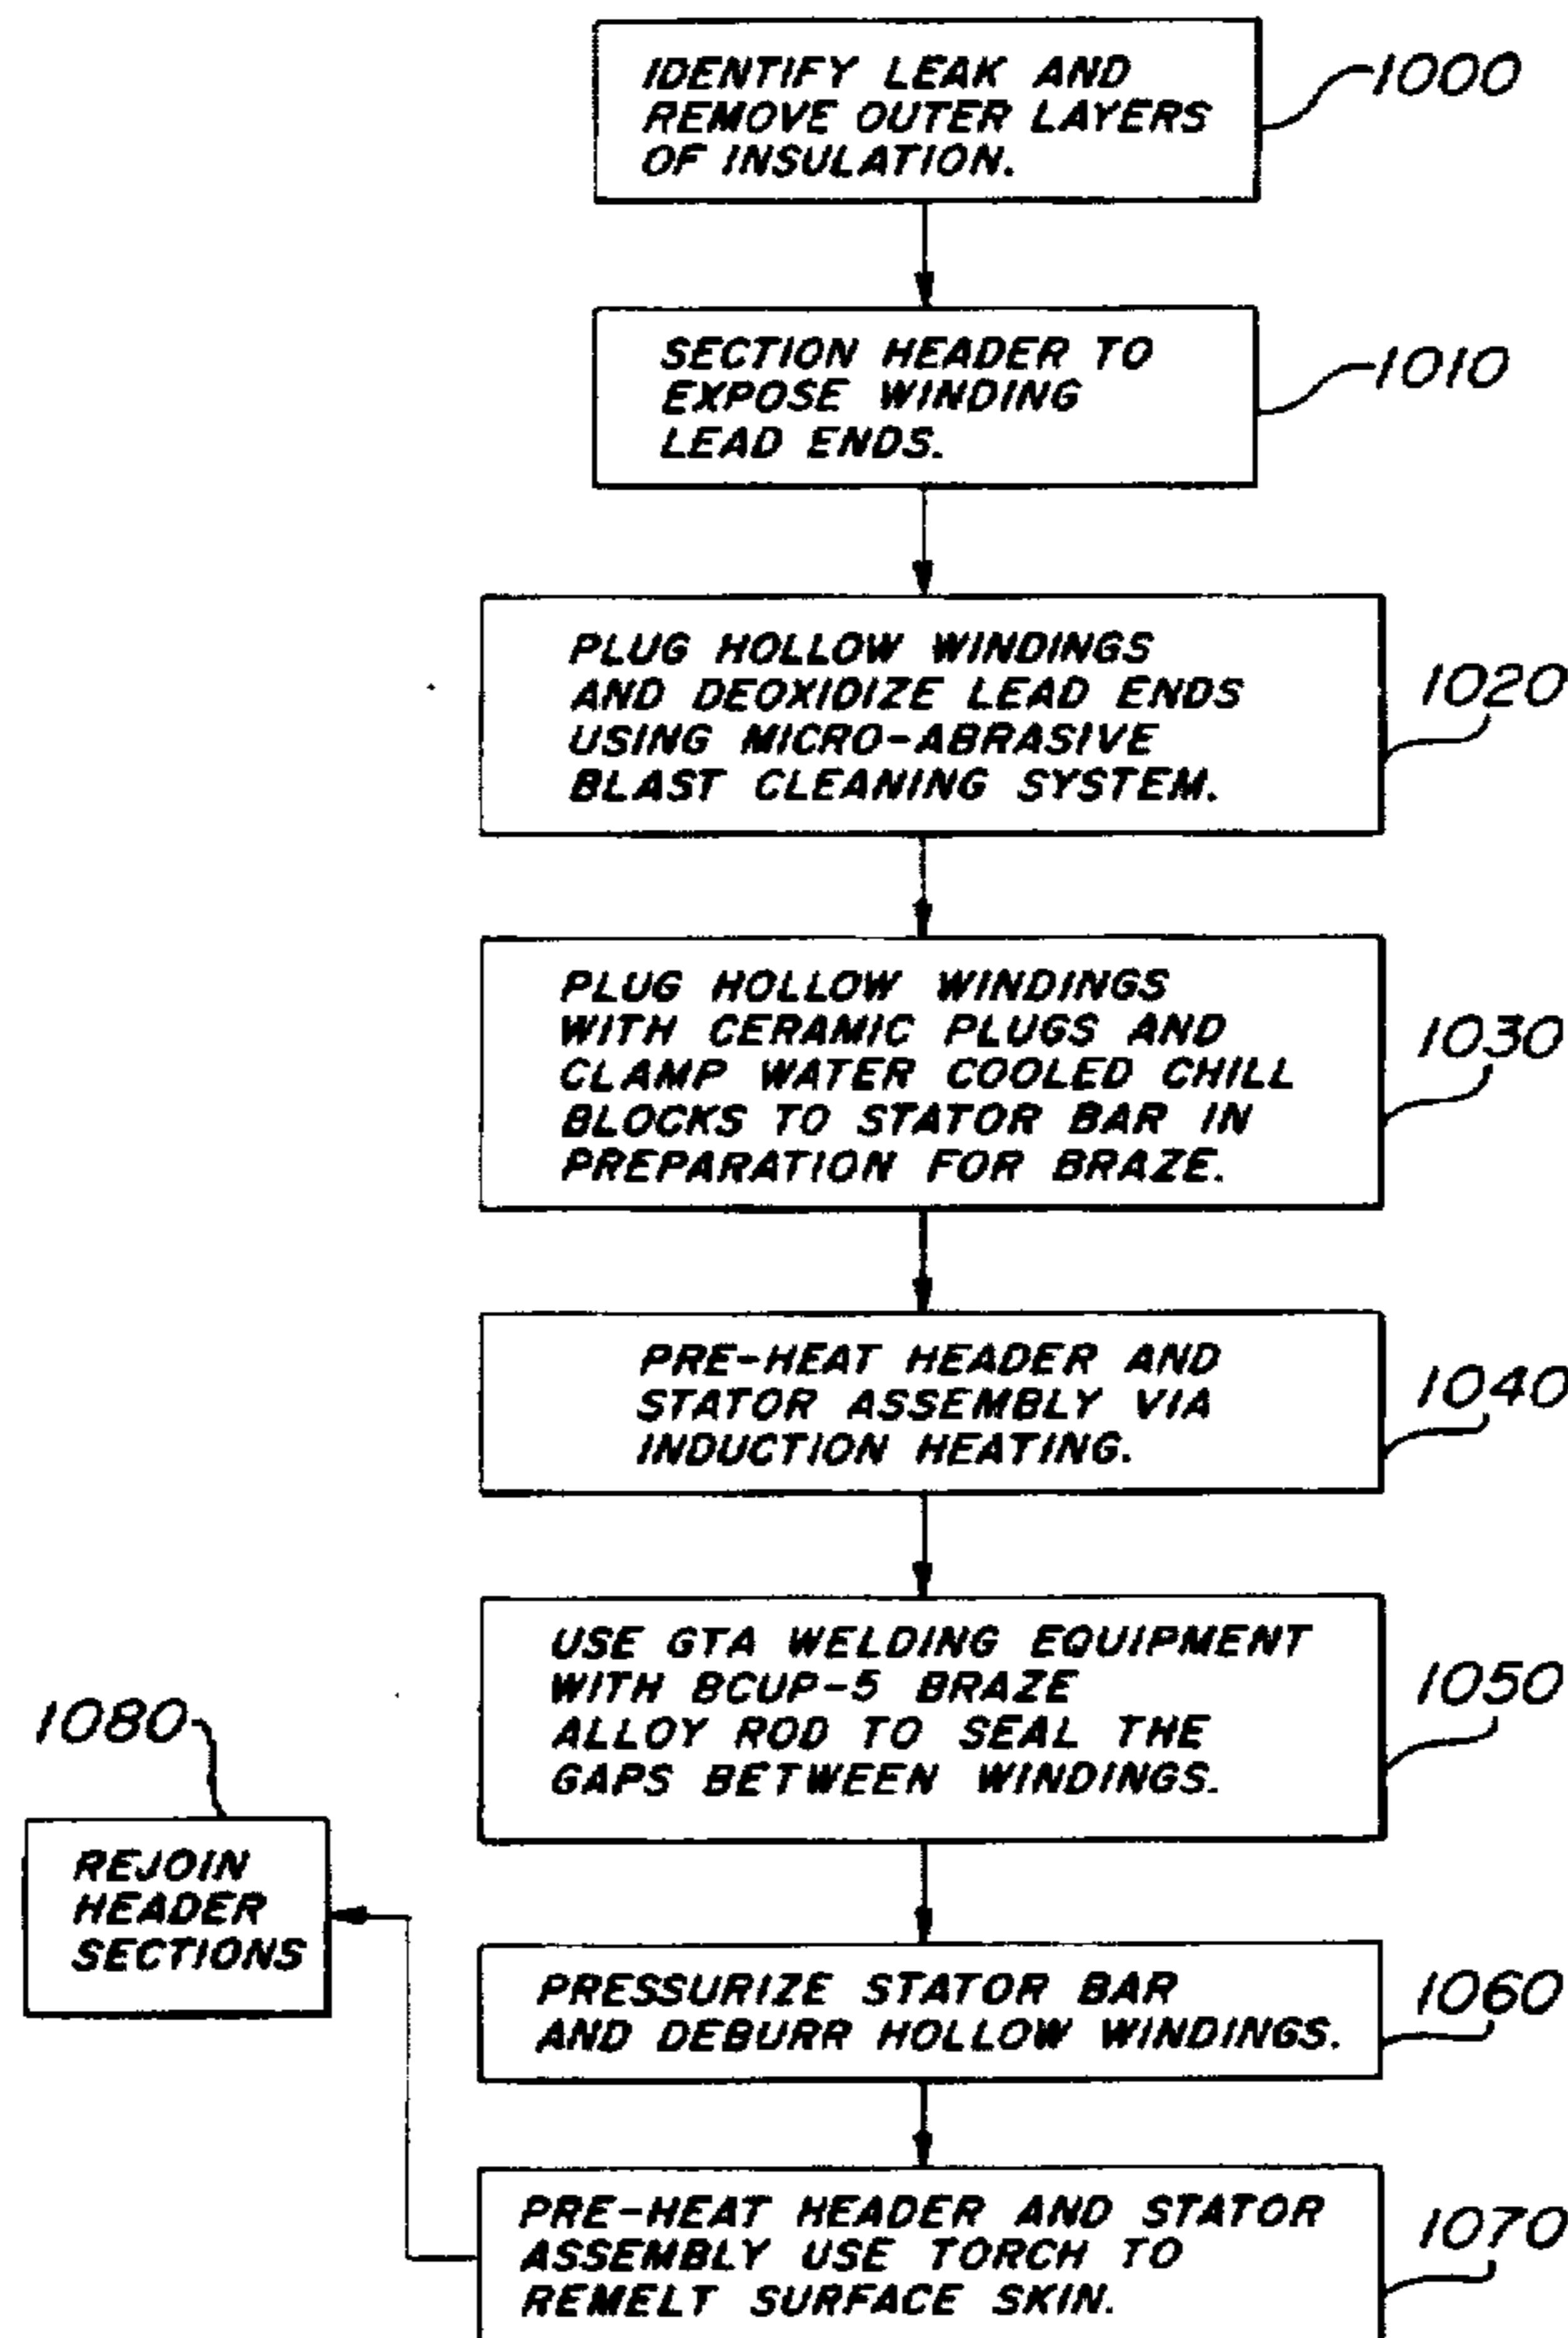 IDENTIFY LEAK AND
REMOVE OUTER LAYERS
OF INSULATION.
1000
SECTION HEADER TO
EXPOSE WINDING
LEAD ENDS.
1010
PLUG HOLLOW WINDINGS
AND DEOXIDIZE LEAD ENDS
USING MICRO-ABRASIVE
BLAST CLEANING SYSTEM.
1020
PLUG HOLLOW WINDINGS
WITH CERAMIC PLUGS AND
CLAMP WATER COOLED CHILL
BLOCKS TO STATOR BAR IN
PREPARATION FOR BRAZE.
1030
PRE-HEAT HEADER AND
STATOR ASSEMBLY VIA
INDUCTION HEATING.
1040
USE GTA WELDING EQUIPMENT
WITH BCUP-5 BRAZE
ALLOY ROD TO SEAL THE
GAPS BETWEEN WINDINGS.
1050
PRESSURIZE STATOR BAR
AND DEBURR HOLLOW WINDINGS.
1060
PRE-HEAT HEADER AND STATOR
ASSEMBLY USE TORCH TO
REMELT SURFACE SKIN.
1070
1080
REJOIN
HEADER
SECTIONS